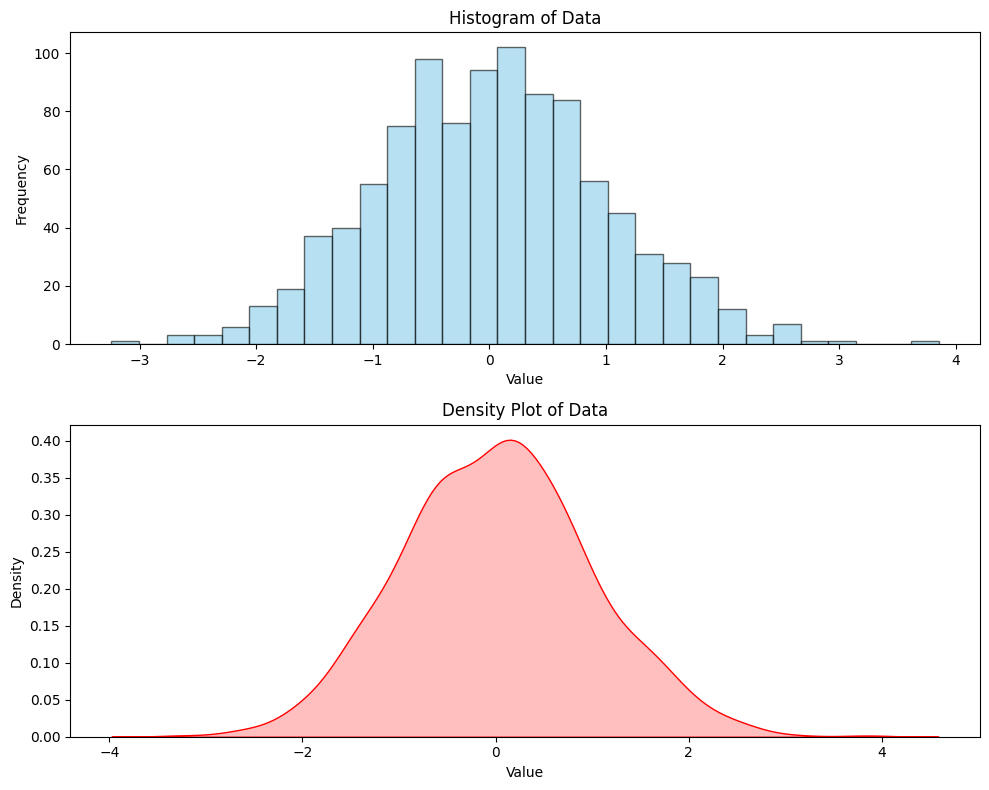 Histogram of Data
100
80
60
40
20
0
Frequency
−3 −2 −1 0 1 2 3 4
Value
Density Plot of Data
0.40
0.35
0.30
0.25
0.20
0.15
0.10
0.05
0.00
Density
−4 −2 0 2 4
Value